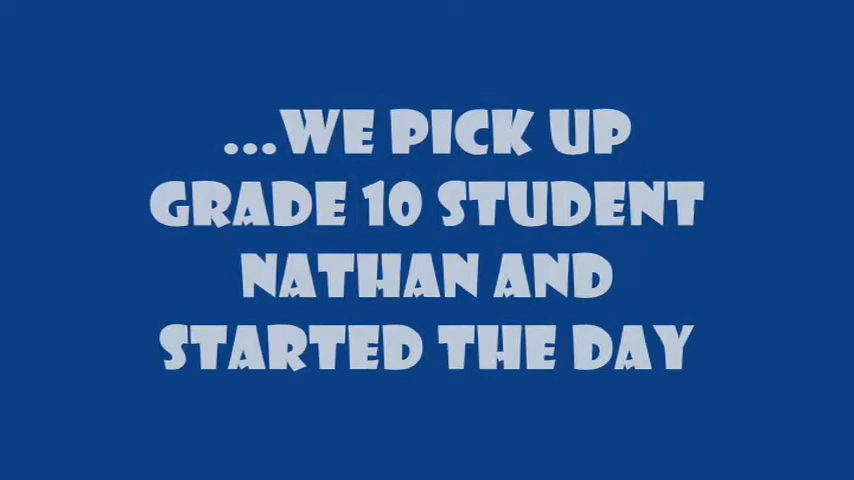 ...WE PICK UP
GRADE 10 STUDENT
NATHAN AND
STARTED THE DAY